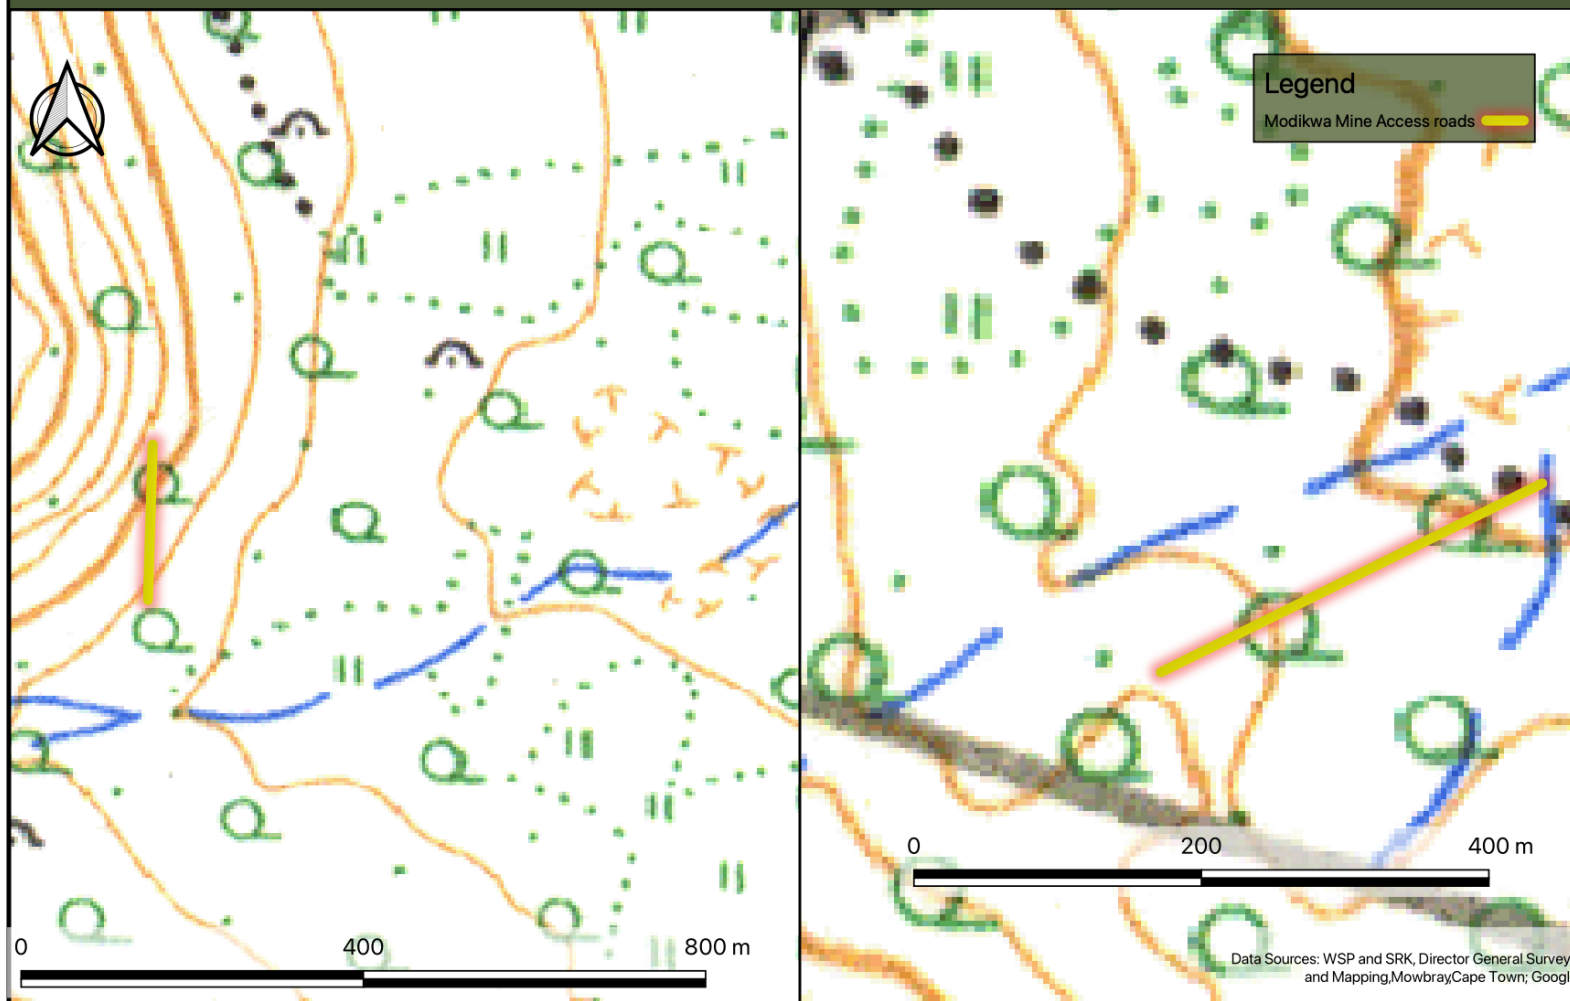 Legend
Modikwa Mine Access roads
0 200 400 m
0 400 800 m
Data Sources: WSP and SRK, Director General Survey
and Mapping,Mowbray,Cape Town; Googl